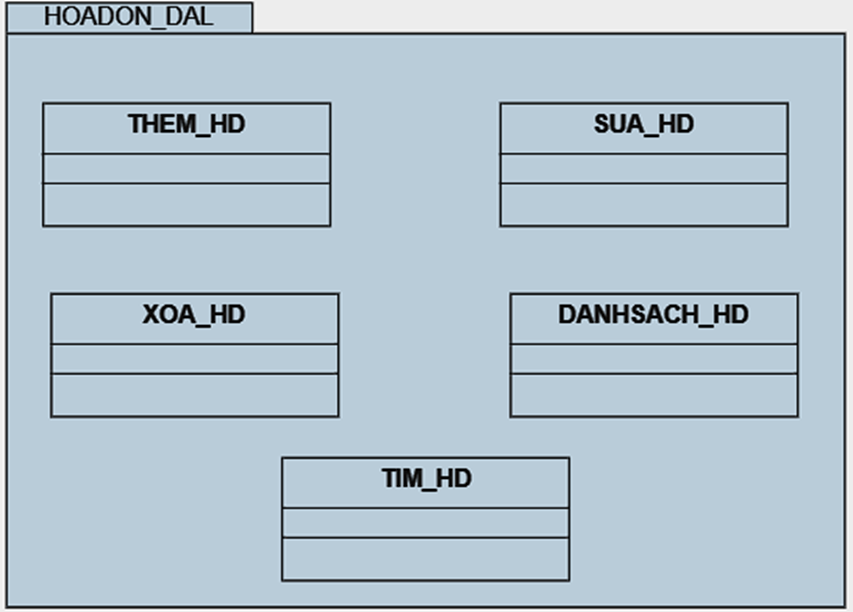 HOADON_DAL
THEM_HD
SUA_HD
XOA_HD
DANHSACH_HD
TIM_HD